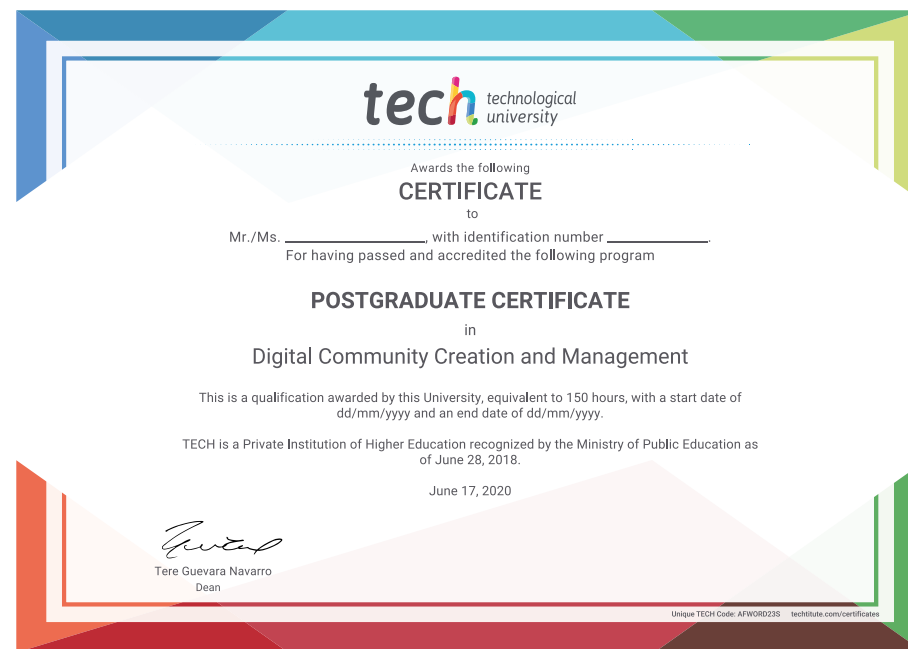 tech technological
university
Awards the following
CERTIFICATE
to
Mr./Ms. ____________________, with identification number ______________.
For having passed and accredited the following program
POSTGRADUATE CERTIFICATE
in
Digital Community Creation and Management
This is a qualification awarded by this University, equivalent to 150 hours, with a start date of
dd/mm/yyyy and an end date of dd/mm/yyyy.
TECH is a Private Institution of Higher Education recognized by the Ministry of Public Education as
of June 28, 2018.
June 17, 2020
Tere Guevara Navarro
Dean
Unique TECH Code: AFWORD23S techtitute.com/certificates